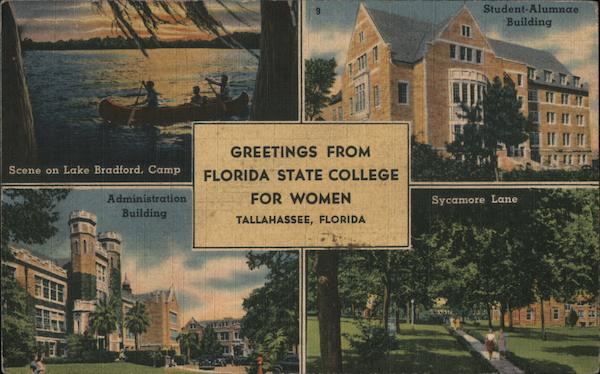 9
Student-Alumnae
Building
Scene on Lake Bradford, Camp
GREETINGS FROM
FLORIDA STATE COLLEGE
FOR WOMEN
TALLAHASSEE, FLORIDA
Administration
Building
Sycamore Lane